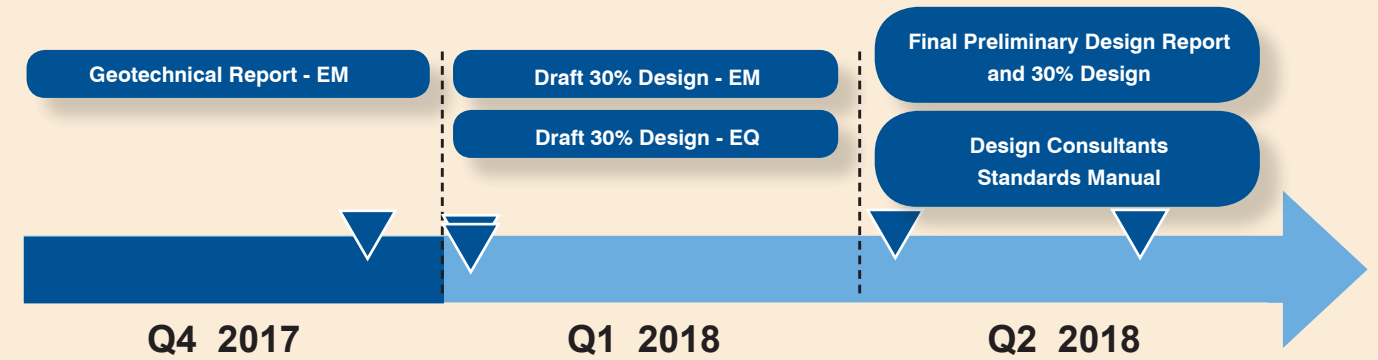 Geotechnical Report - EM
Draft 30% Design - EM
Draft 30% Design - EQ
Final Preliminary Design Report
and 30% Design
Design Consultants
Standards Manual
Q4 2017
Q1 2018
Q2 2018